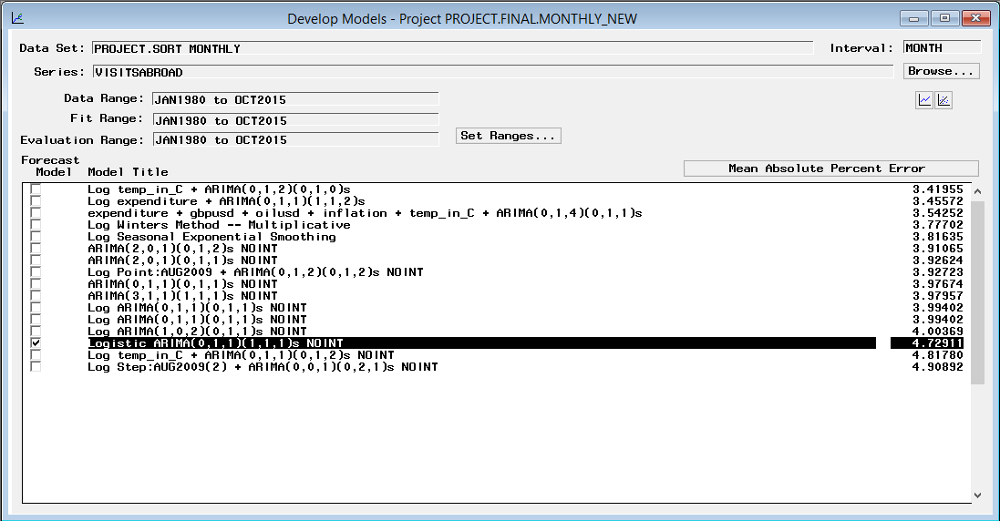 Develop Models - Project PROJECT.FINAL.MONTHLY_NEW
Data Set: PROJECT.SORT MONTHLY Interval: MONTH
Series: VISITSABROAD Browse...
Data Range: JAN1980 to OCT2015
Fit Range: JAN1980 to OCT2015
Evaluation Range: JAN1980 to OCT2015 Set Ranges...
Forecast
Model Model Title Mean Absolute Percent Error
Log temp_in_C + ARIMA(0,1,2)(0,1,0)s 3.41955
Log expenditure + ARIMA(0,1,1)(1,1,2)s 3.45572
expenditure + gbpusd + oilusd + inflation + temp_in_C + ARIMA(0,1,4)(0,1,1)s 3.54252
Log Winters Method -- Multiplicative 3.77702
Log Seasonal Exponential Smoothing 3.81635
ARIMA(2,0,1)(0,1,2)s NOINT 3.91065
ARIMA(2,0,1)(0,1,1)s NOINT 3.92624
Log Point:AUG2009 + ARIMA(0,1,2)(0,1,2)s NOINT 3.92723
ARIMA(0,1,1)(0,1,1)s NOINT 3.97674
ARIMA(3,1,1)(1,1,1)s NOINT 3.97957
Log ARIMA(0,1,1)(0,1,1)s NOINT 3.99402
Log ARIMA(0,1,1)(0,1,1)s NOINT 3.99402
Log ARIMA(1,0,2)(0,1,1)s NOINT 4.00369
Logistic ARIMA(0,1,1)(1,1,1)s NOINT 4.72911
Log temp_in_C + ARIMA(0,1,1)(0,1,2)s NOINT 4.81780
Log Step:AUG2009(2) + ARIMA(0,0,1)(0,2,1)s NOINT 4.90892